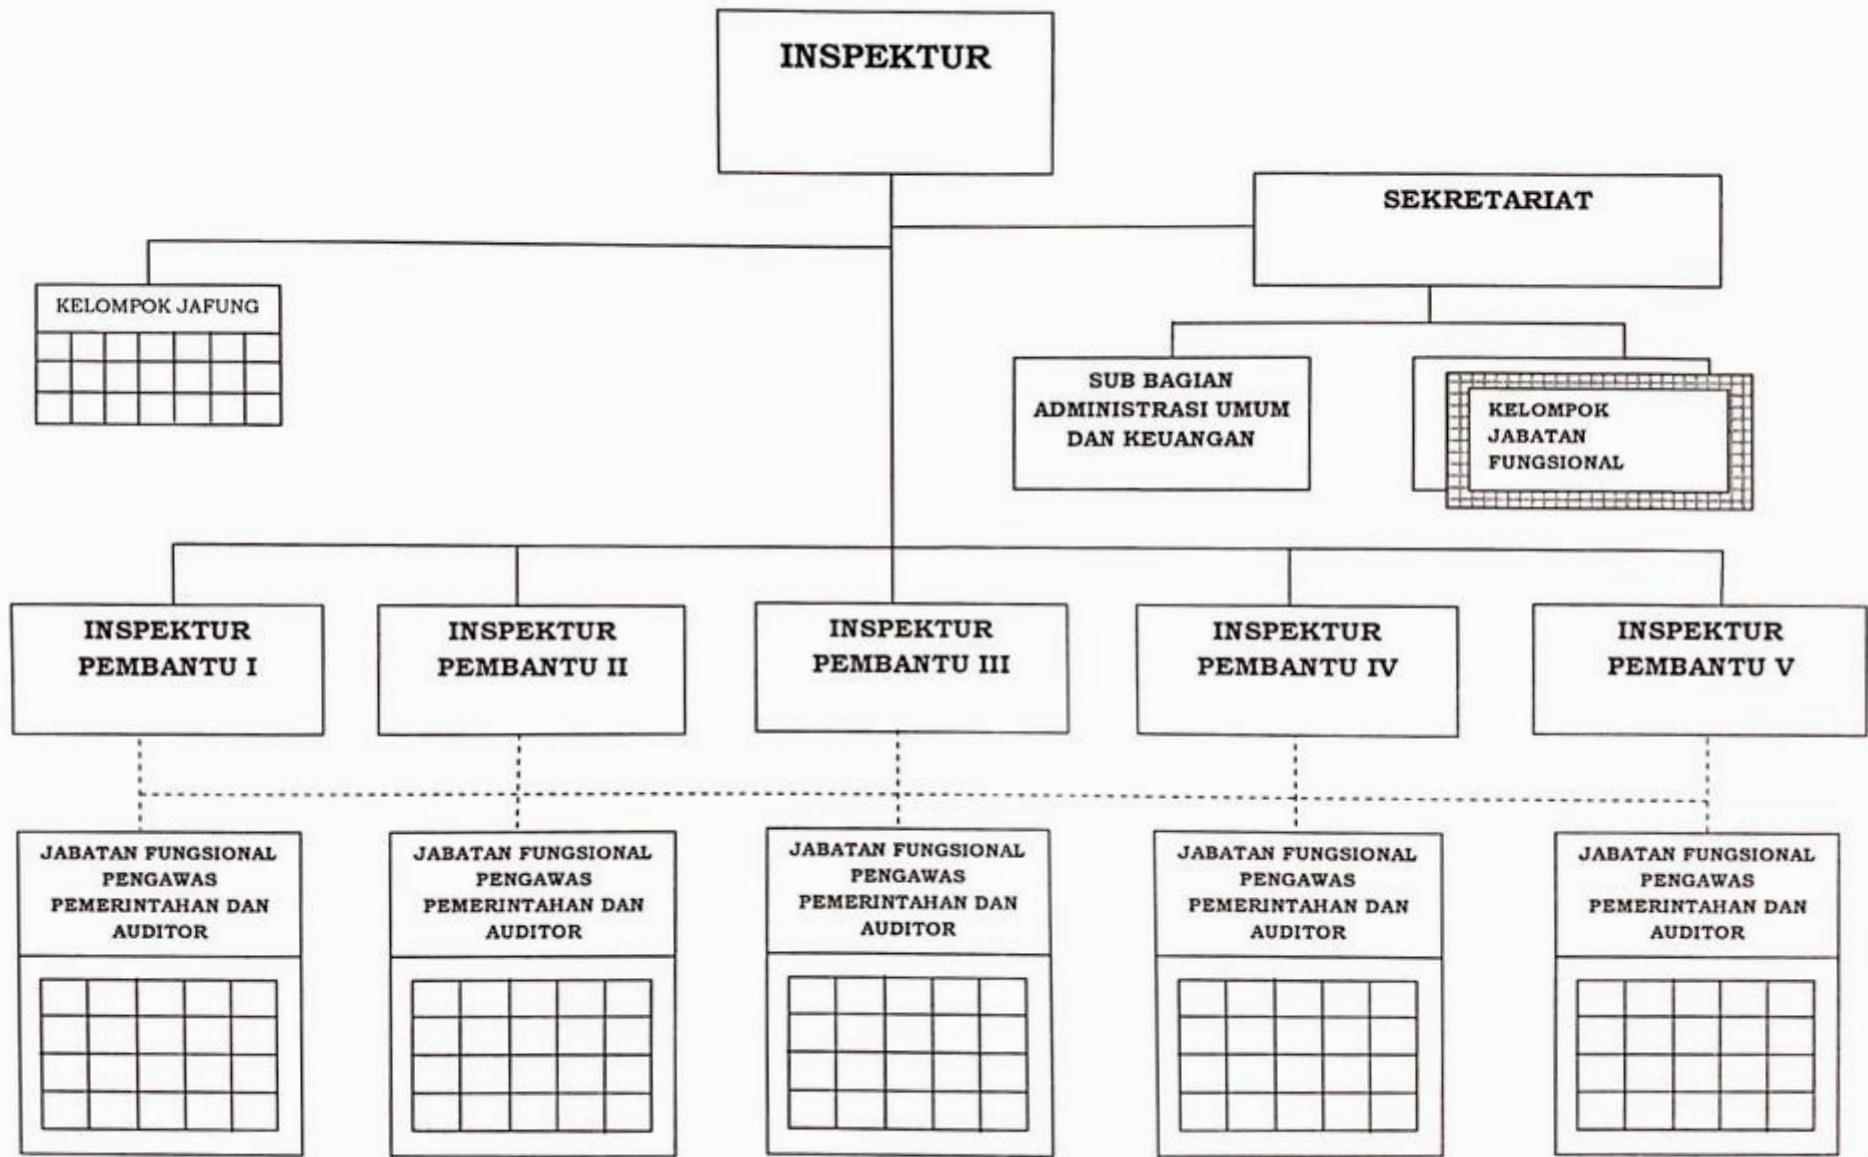 INSPEKTUR
SEKRETARIAT
KELOMPOK JAFUNG
SUB BAGIAN
ADMINISTRASI UMUM
DAN KEUANGAN
KELOMPOK
JABATAN
FUNGSIONAL
INSPEKTUR
PEMBANTU I
INSPEKTUR
PEMBANTU II
INSPEKTUR
PEMBANTU III
INSPEKTUR
PEMBANTU IV
INSPEKTUR
PEMBANTU V
JABATAN FUNGSIONAL
PENGAWAS
PEMERINTAHAN DAN
AUDITOR
JABATAN FUNGSIONAL
PENGAWAS
PEMERINTAHAN DAN
AUDITOR
JABATAN FUNGSIONAL
PENGAWAS
PEMERINTAHAN DAN
AUDITOR
JABATAN FUNGSIONAL
PENGAWAS
PEMERINTAHAN DAN
AUDITOR
JABATAN FUNGSIONAL
PENGAWAS
PEMERINTAHAN DAN
AUDITOR